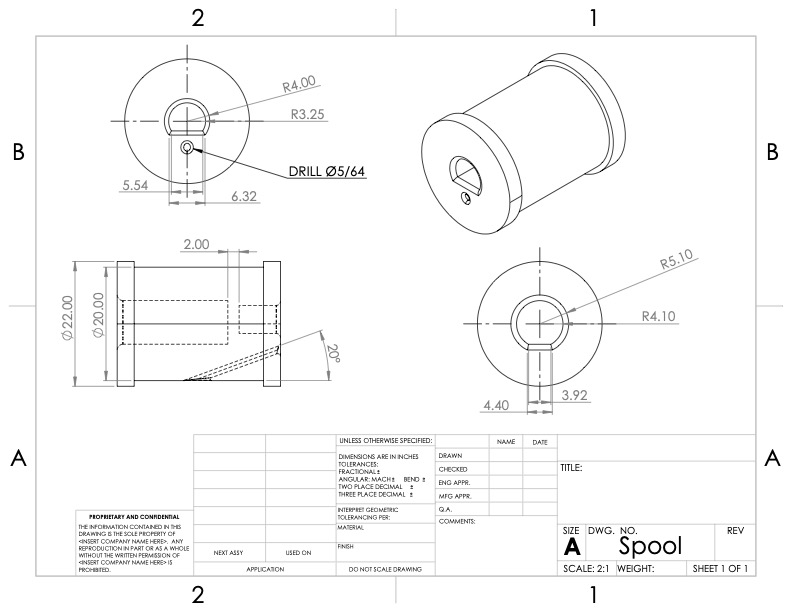 2
1
B
B
R4.00
R3.25
DRILL Ø5/64
5.54
6.32
2.00
Ø22.00
Ø20.00
20°
R5.10
R4.10
3.92
4.40
A
A
UNLESS OTHERWISE SPECIFIED:
DIMENSIONS ARE IN INCHES
TOLERANCES:
FRACTIONAL ±
ANGULAR: MACH ± BEND ±
TWO PLACE DECIMAL ±
THREE PLACE DECIMAL ±
INTERPRET GEOMETRIC
TOLERANCING PER:
MATERIAL
FINISH
DO NOT SCALE DRAWING
NAME DATE
DRAWN
CHECKED
ENG APPR.
MFG APPR.
Q.A.
COMMENTS:
TITLE:
SIZE DWG. NO. REV
A Spool
SCALE: 2:1 WEIGHT: SHEET 1 OF 1
PROPRIETARY AND CONFIDENTIAL
THE INFORMATION CONTAINED IN THIS
DRAWING IS THE SOLE PROPERTY OF
<INSERT COMPANY NAME HERE>. ANY
REPRODUCTION IN PART OR AS A WHOLE
WITHOUT THE WRITTEN PERMISSION OF
<INSERT COMPANY NAME HERE> IS
PROHIBITED.
NEXT ASSY USED ON
APPLICATION
2
1